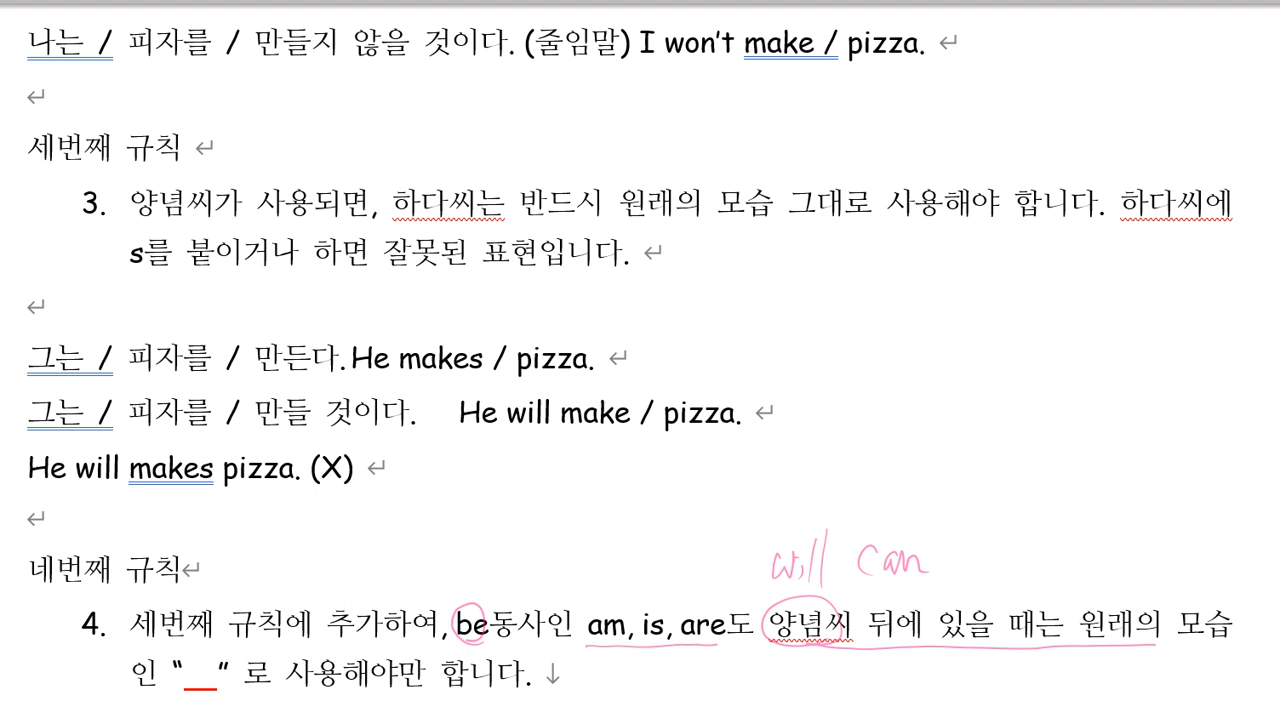 나는 / 피자를 / 만들지 않을 것이다. (줄임말) I won't make / pizza.
세번째 규칙
3. 양념씨가 사용되면, 하다씨는 반드시 원래의 모습 그대로 사용해야 합니다. 하다씨에
s를 붙이거나 하면 잘못된 표현입니다.
그는 / 피자를 / 만든다. He makes / pizza.
그는 / 피자를 / 만들 것이다. He will make / pizza.
He will makes pizza. (X)
네번째 규칙
will can
4. 세번째 규칙에 추가하여, be동사인 am, is, are도 양념씨 뒤에 있을 때는 원래의 모습
인 "__" 로 사용해야만 합니다.